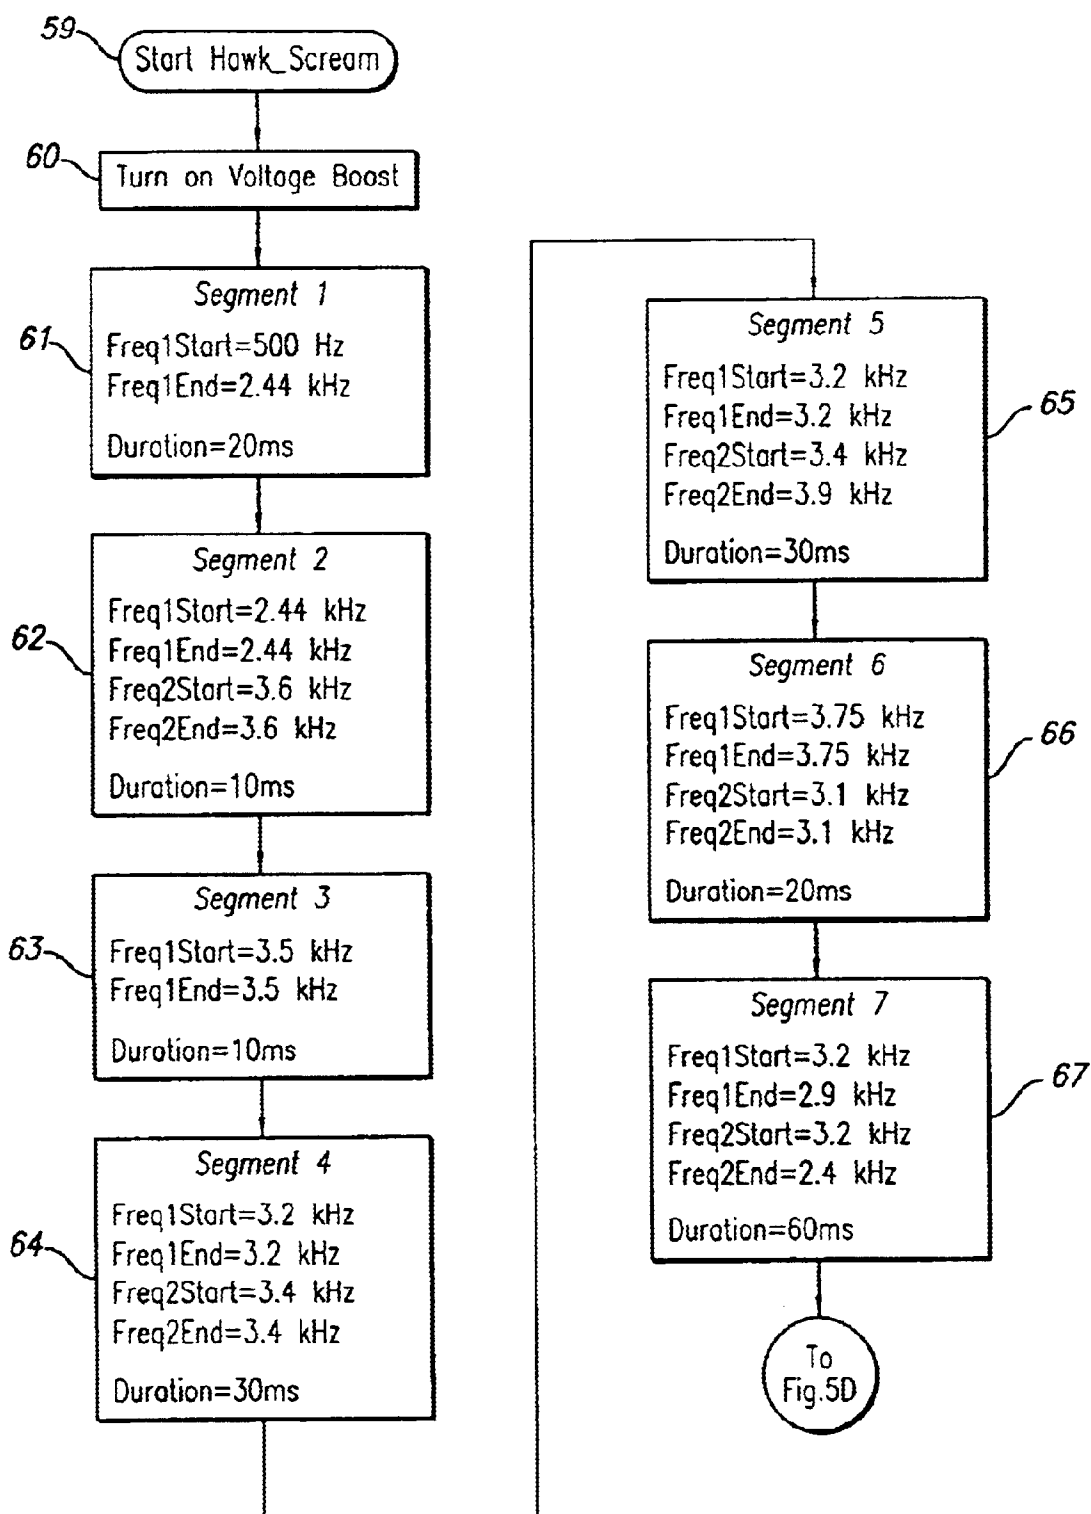 59
Start Hawk_Scream
60
Turn on Voltage Boost
61
Segment 1
Freq1Start=500 Hz
Freq1End=2.44 kHz
Duration=20ms
62
Segment 2
Freq1Start=2.44 kHz
Freq1End=2.44 kHz
Freq2Start=3.6 kHz
Freq2End=3.6 kHz
Duration=10ms
63
Segment 3
Freq1Start=3.5 kHz
Freq1End=3.5 kHz
Duration=10ms
64
Segment 4
Freq1Start=3.2 kHz
Freq1End=3.2 kHz
Freq2Start=3.4 kHz
Freq2End=3.4 kHz
Duration=30ms
Segment 5
Freq1Start=3.2 kHz
Freq1End=3.2 kHz
Freq2Start=3.4 kHz
Freq2End=3.9 kHz
Duration=30ms
65
Segment 6
Freq1Start=3.75 kHz
Freq1End=3.75 kHz
Freq2Start=3.1 kHz
Freq2End=3.1 kHz
Duration=20ms
66
Segment 7
Freq1Start=3.2 kHz
Freq1End=2.9 kHz
Freq2Start=3.2 kHz
Freq2End=2.4 kHz
Duration=60ms
67
To
Fig.5D